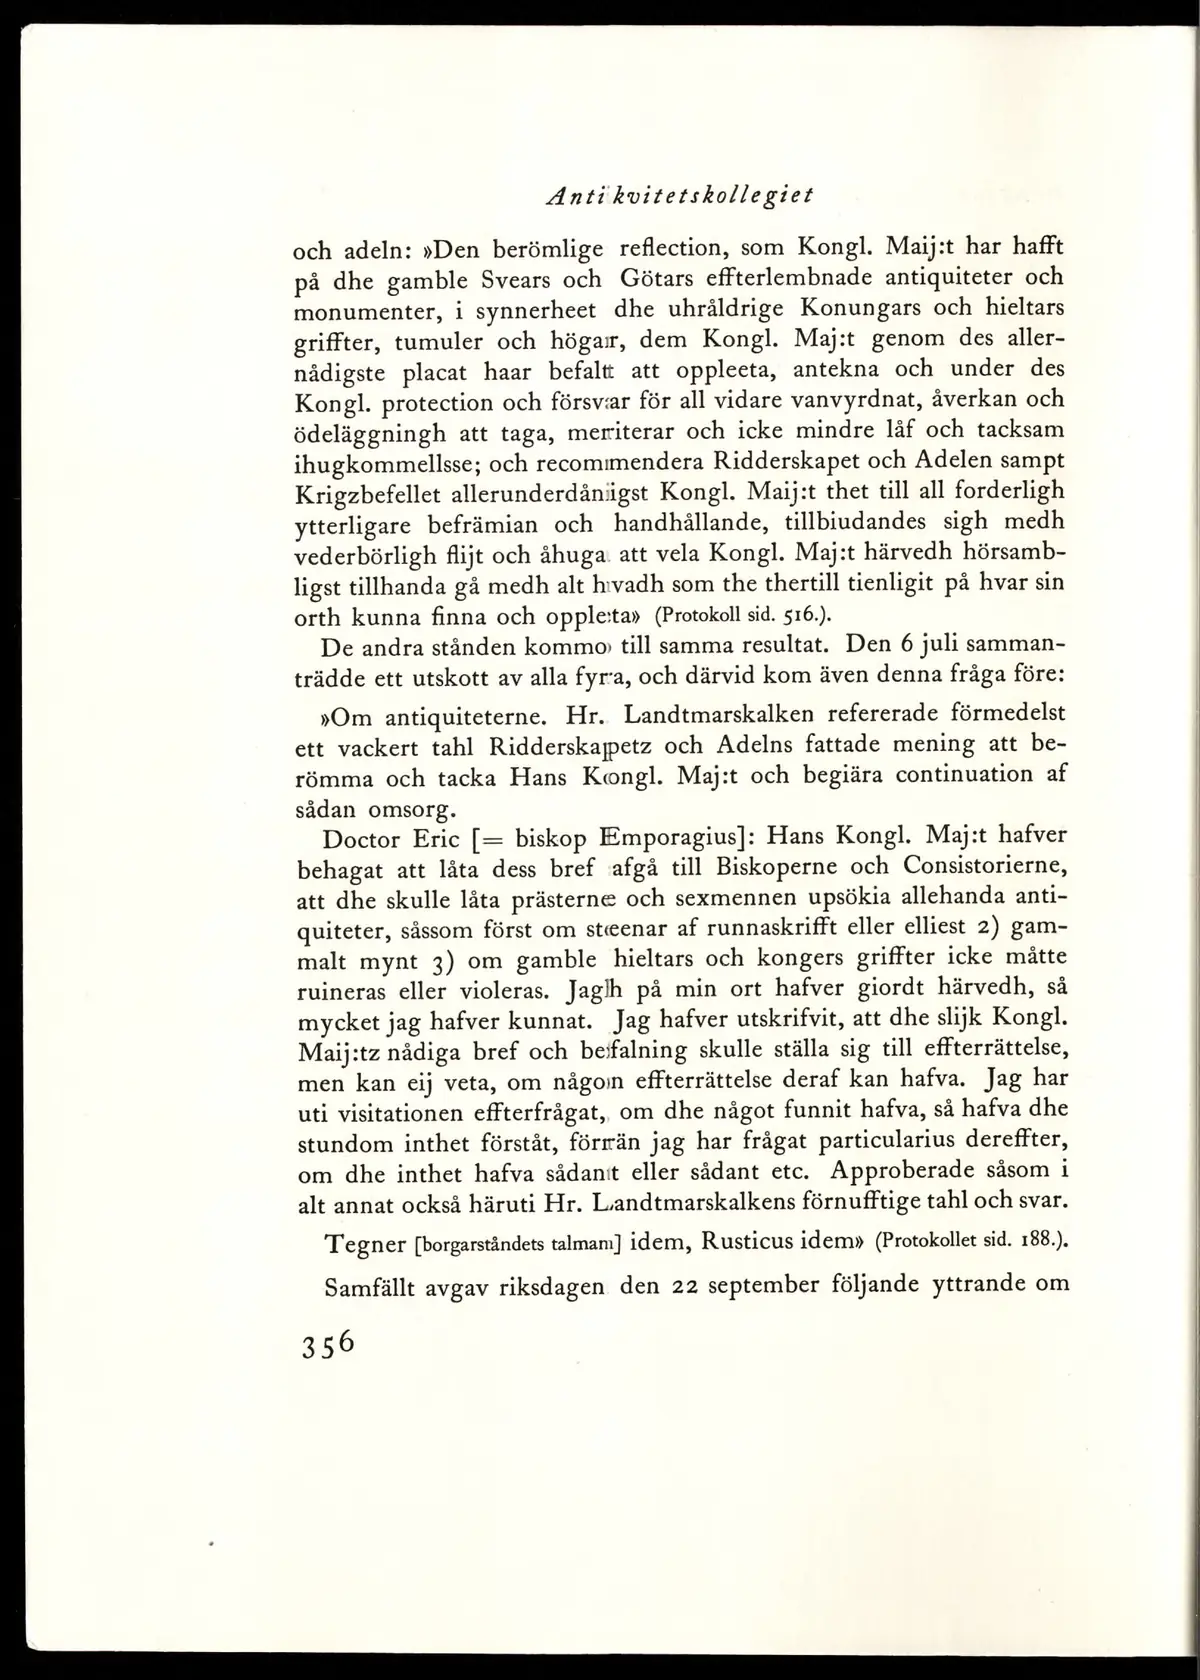 Antikvitetskollegiet
och adeln: »Den berömlige reflection, som Kongl. Maij:t har hafft
på dhe gamble Svears och Götars effterlembnade antiquiteter och
monumenter, i synnerheet dhe uhråldrige Konungars och hieltars
griffter, tumuler och högar, dem Kongl. Maj:t genom des aller-
nådigste placat haar befalt att oppleeta, antekna och under des
Kongl. protection och försvar för all vidare vanvyrdnat, åverkan och
ödeläggningh att taga, meriterar och icke mindre låf och tacksam
ihugkommellsse; och recommendera Ridderskapet och Adelen sampt
Krigzbefellet allerunderdånigst Kongl. Maij:t thet till all forderligh
ytterligare befrämian och handhållande, tillbiudandes sigh medh
vederbörligh flijt och åhuga att vela Kongl. Maj:t härvedh hörsamb-
ligst tillhanda gå medh alt hvadh som the thertill tienligit på hvar sin
orth kunna finna och oppleta» (Protokoll sid. 516.).
De andra stånden kommo till samma resultat. Den 6 juli samman-
trädde ett utskott av alla fyra, och därvid kom även denna fråga före:
»Om antiquiteterne. Hr. Landtmarskalken refererade förmedelst
ett vackert tahl Ridderskapetz och Adelns fattade mening att be-
römma och tacka Hans Kongl. Maj:t och begiära continuation af
sådan omsorg.
Doctor Eric [= biskop Emporagius]: Hans Kongl. Maj:t hafver
behagat att låta dess bref afgå till Biskoperne och Consistorierne,
att dhe skulle låta prästerne och sexmennen upsökia allehanda anti-
quiteter, såssom först om steenar af runnaskrifft eller elliest 2) gam-
malt mynt 3) om gamble hieltars och kongers griffter icke måtte
ruineras eller violeras. Jagh på min ort hafver giordt härvedh, så
mycket jag hafver kunnat. Jag hafver utskrifvit, att dhe slijk Kongl.
Maij:tz nådiga bref och befalning skulle ställa sig till effterrättelse,
men kan eij veta, om någon effterrättelse deraf kan hafva. Jag har
uti visitationen effterfrågat, om dhe något funnit hafva, så hafva dhe
stundom inthet förståt, förrän jag har frågat particularius dereffter,
om dhe inthet hafva sådant eller sådant etc. Approberade såsom i
alt annat också häruti Hr. Landtmarskalkens förnufftige tahl och svar.
Tegner [borgarståndets talman] idem, Rusticus idem» (Protokollet sid. 188.).
Samfällt avgav riksdagen den 22 september följande yttrande om
356